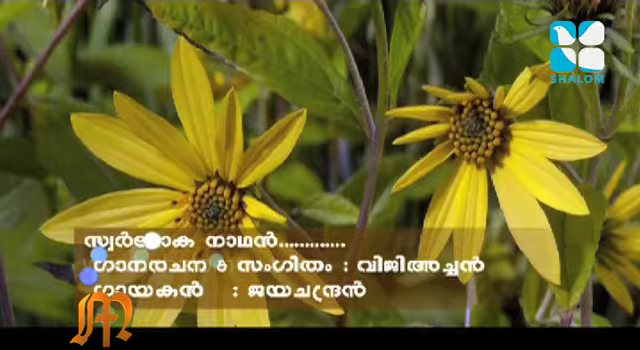 SHALOM
സ്വർലോക നാഥൻ............
ഗാനരചന & സംഗിതം : വിജിഅച്ചൻ
ഗായകൻ : ജയചന്ദ്രൻ